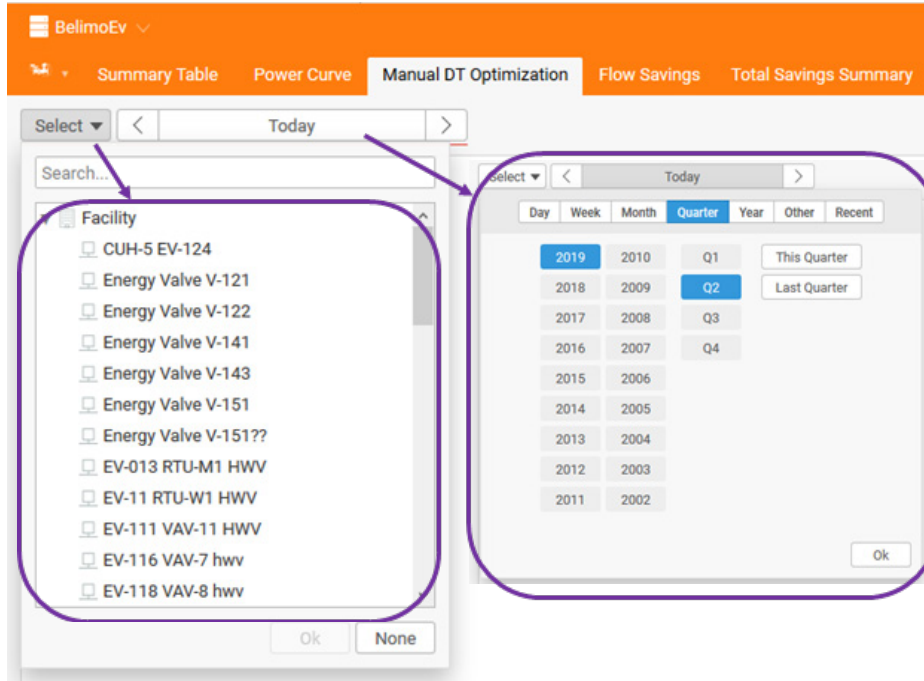 BelimoEv
Summary Table Power Curve Manual DT Optimization Flow Savings Total Savings Summary
Select Today
Search...
Facility
CUH-5 EV-124
Energy Valve V-121
Energy Valve V-122
Energy Valve V-141
Energy Valve V-143
Energy Valve V-151
Energy Valve V-151??
EV-013 RTU-M1 HWV
EV-11 RTU-W1 HWV
EV-111 VAV-11 HWV
EV-116 VAV-7 hwv
EV-118 VAV-8 hwv
Ok None
Select Today
Day Week Month Quarter Year Other Recent
2019 2010 Q1 This Quarter
2018 2009 Q2 Last Quarter
2017 2008 Q3
2016 2007 Q4
2015 2006
2014 2005
2013 2004
2012 2003
2011 2002
Ok